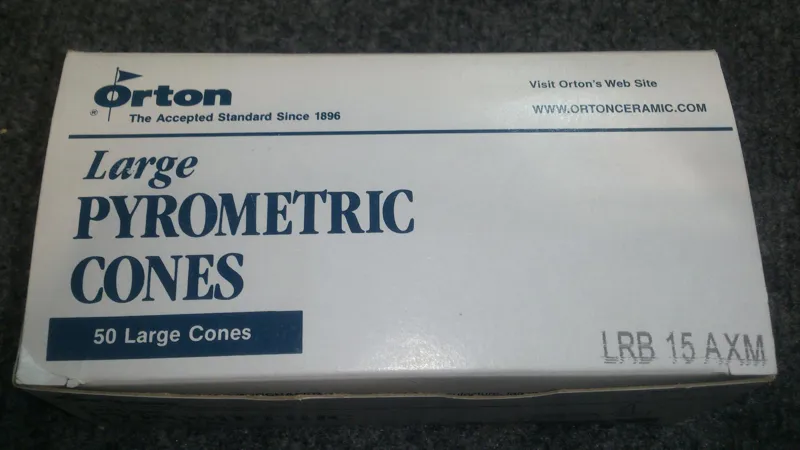 Orton
®
The Accepted Standard Since 1896
Visit Orton's Web Site
WWW.ORTONCERAMIC.COM
Large
PYROMETRIC
CONES
50 Large Cones
LRB 15 AXM